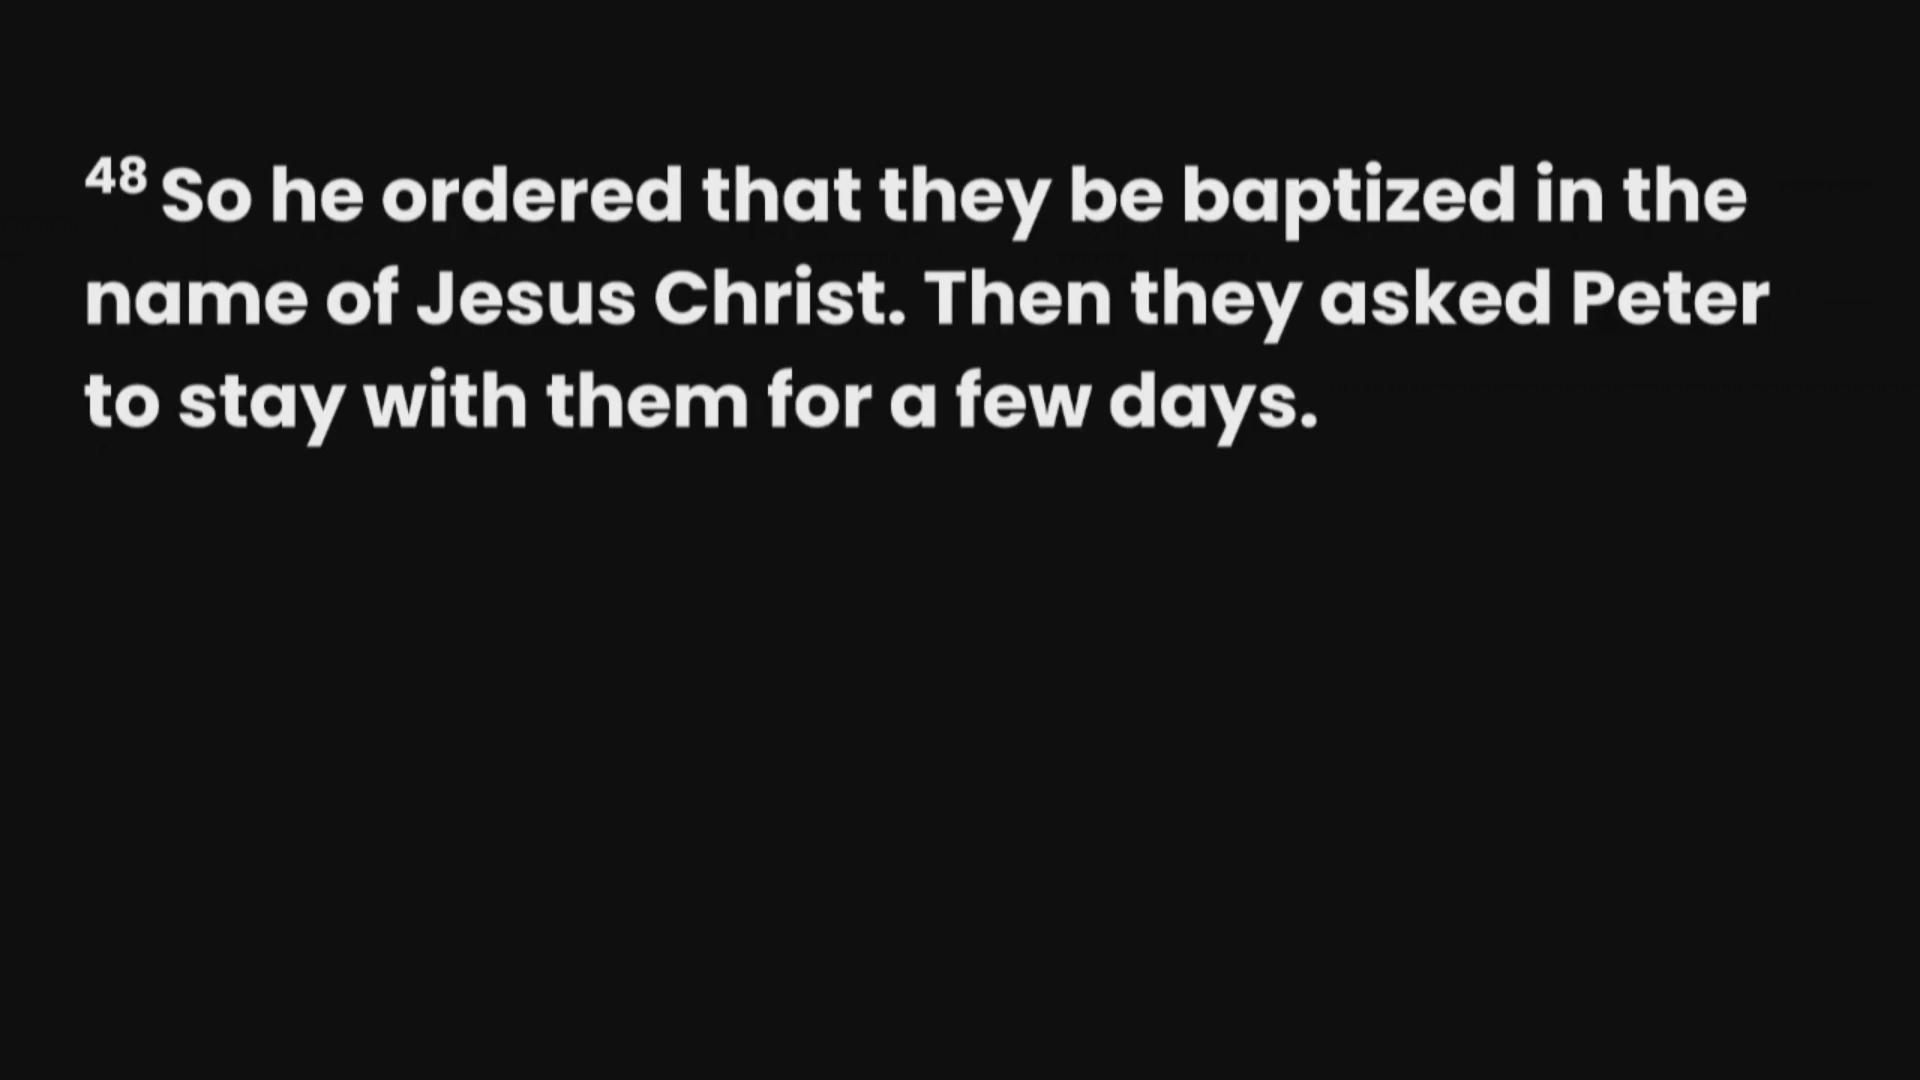 48 So he ordered that they be baptized in the
name of Jesus Christ. Then they asked Peter
to stay with them for a few days.